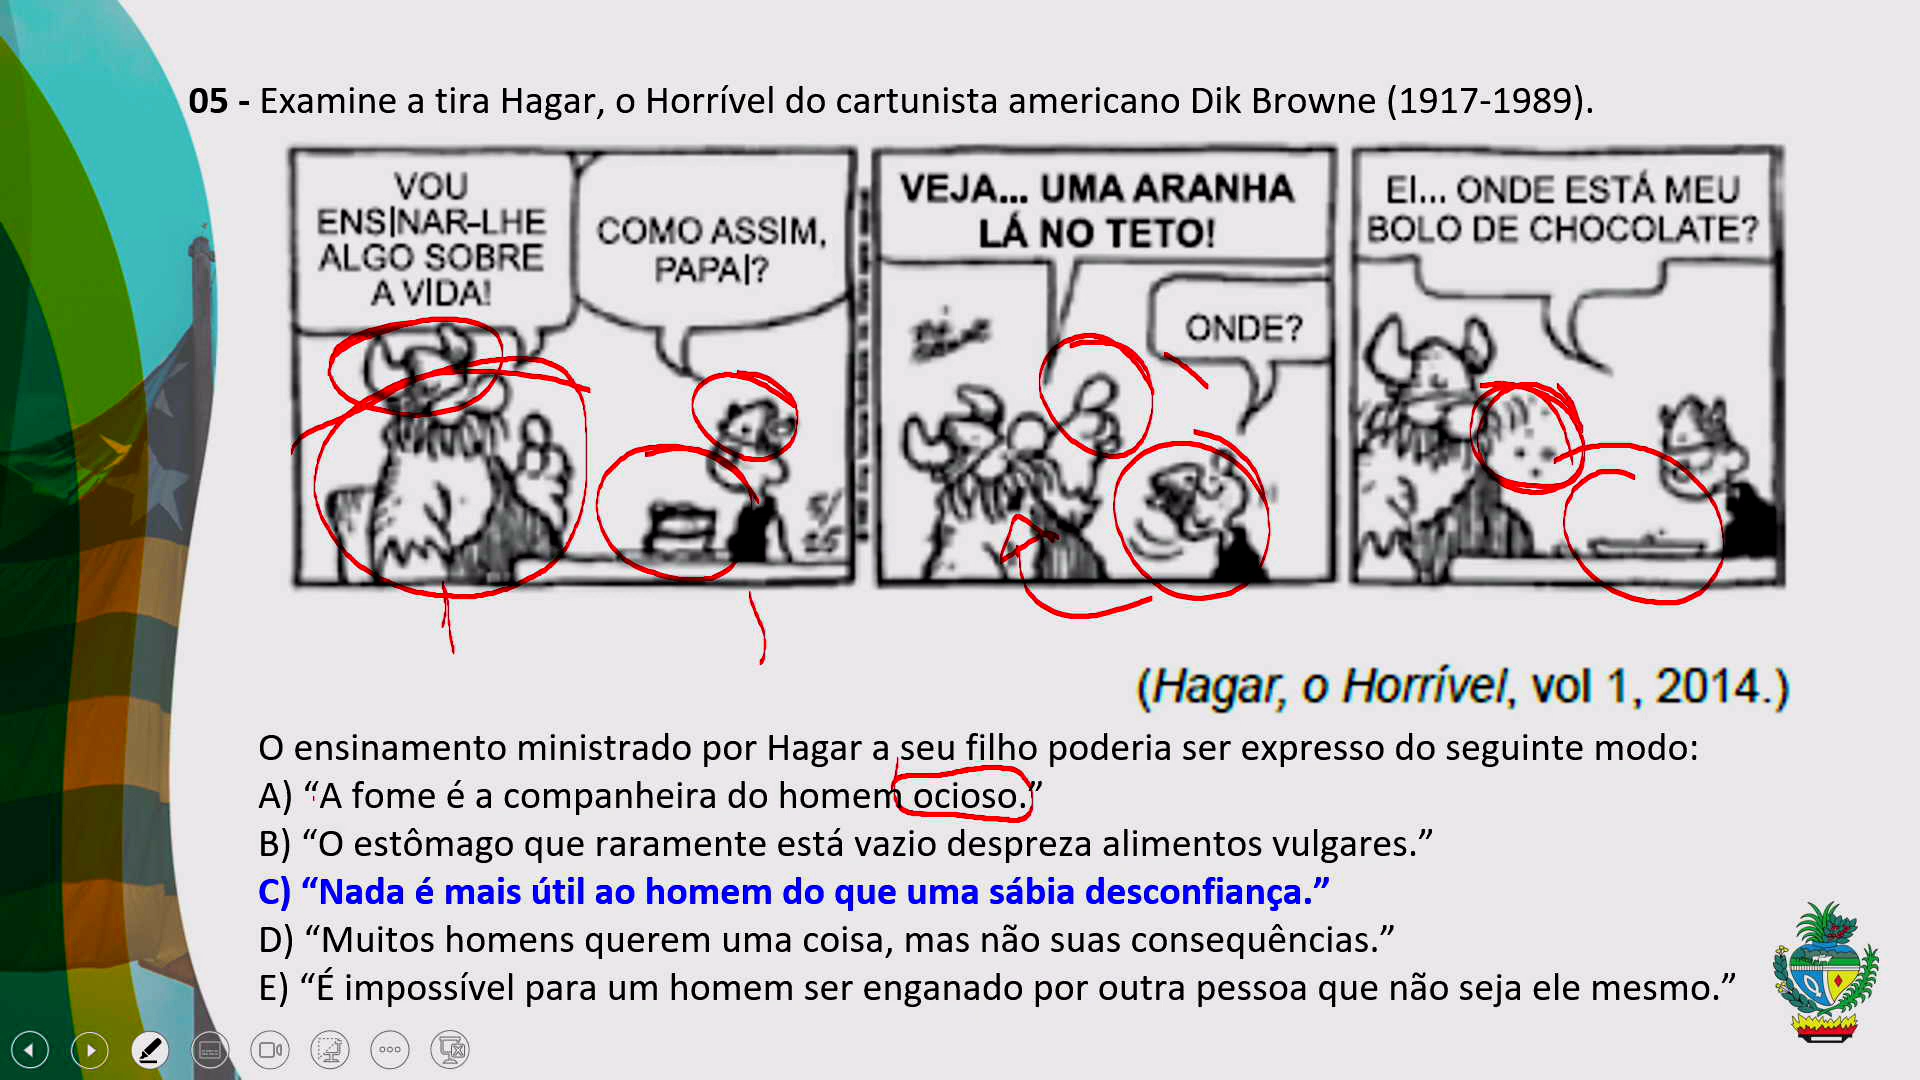 05 - Examine a tira Hagar, o Horrível do cartunista americano Dik Browne (1917-1989).
VOU
ENSINAR-LHE
ALGO SOBRE
A VIDA!
COMO ASSIM,
PAPAI?
VEJA... UMA ARANHA
LÁ NO TETO!
ONDE?
EI... ONDE ESTÁ MEU
BOLO DE CHOCOLATE?
(Hagar, o Horrível, vol 1, 2014.)
O ensinamento ministrado por Hagar a seu filho poderia ser expresso do seguinte modo:
A) “A fome é a companheira do homem ocioso.”
B) “O estômago que raramente está vazio despreza alimentos vulgares.”
C) “Nada é mais útil ao homem do que uma sábia desconfiança.”
D) “Muitos homens querem uma coisa, mas não suas consequências.”
E) “É impossível para um homem ser enganado por outra pessoa que não seja ele mesmo.”